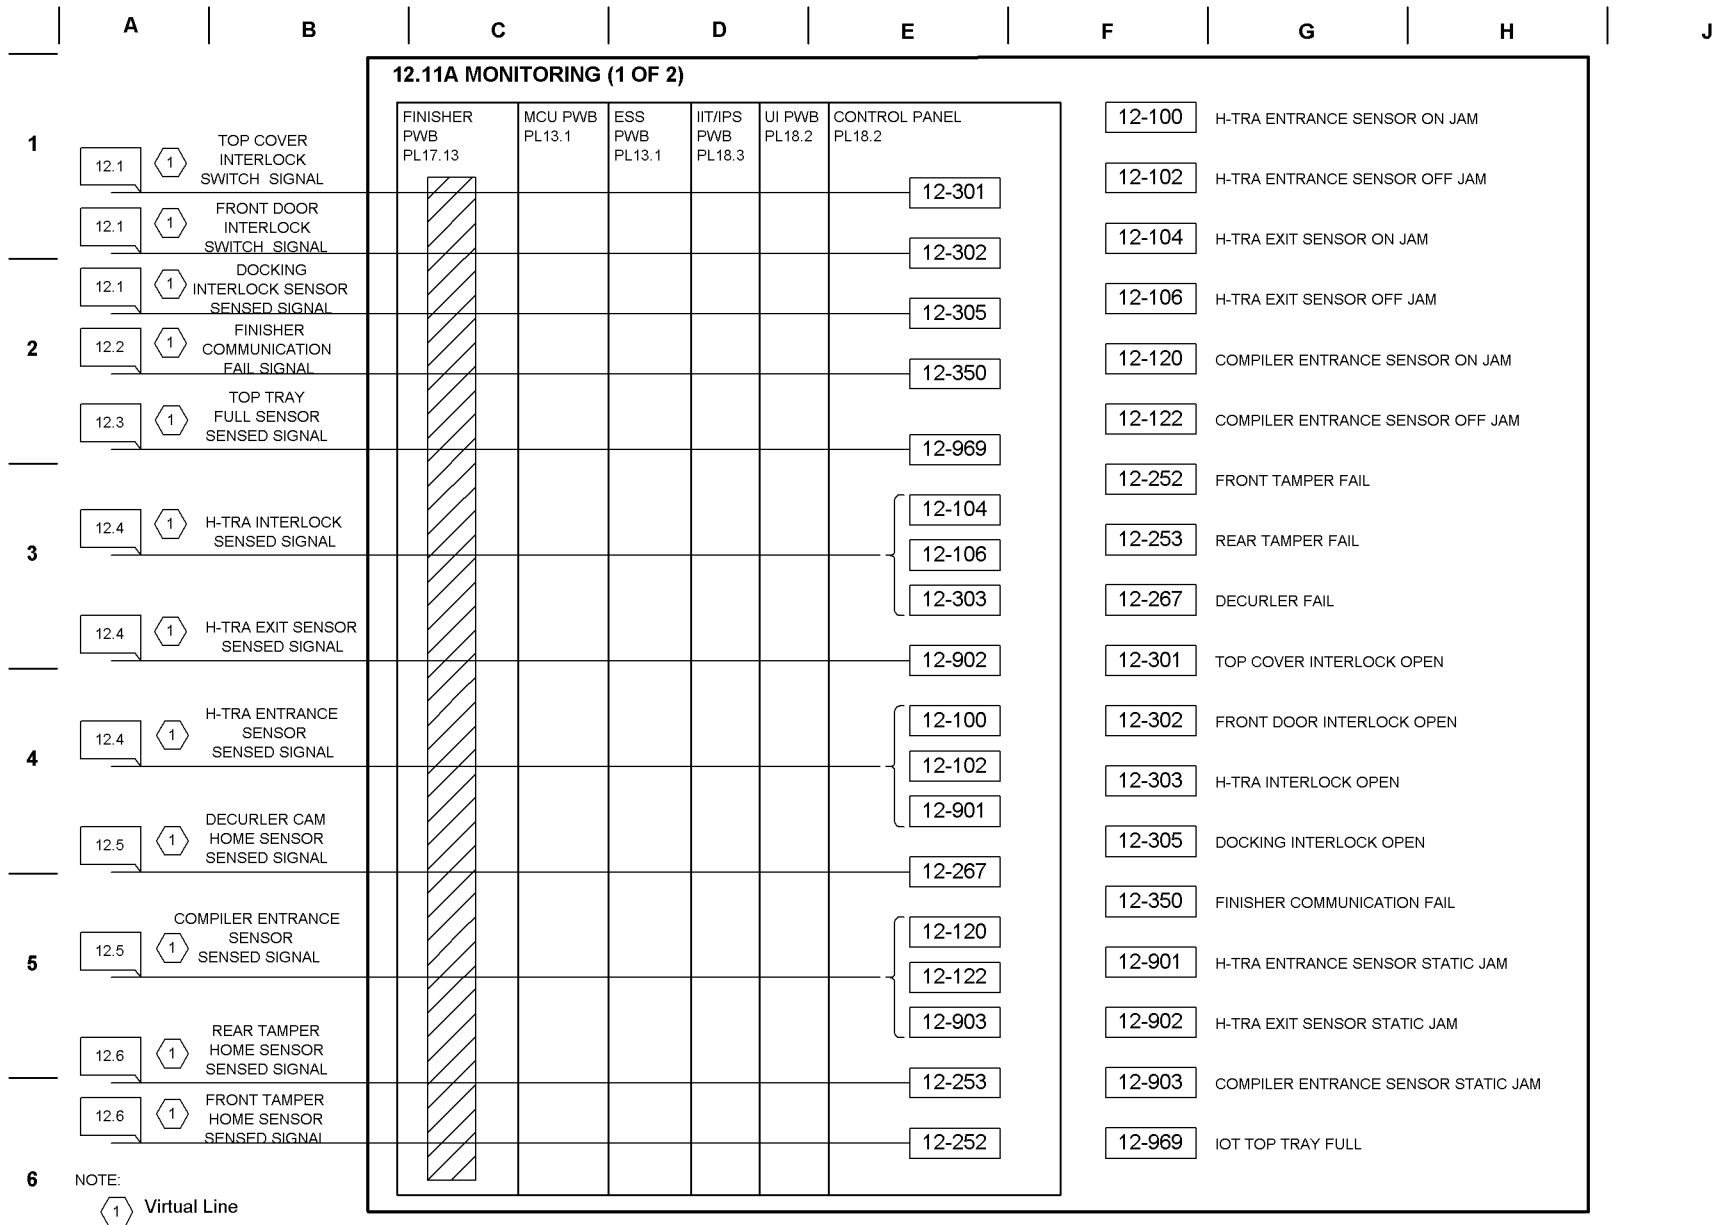 A B C D E F G H J
12.11A MONITORING (1 OF 2)
1
2
3
4
5
6
FINISHER
PWB
PL17.13
MCU PWB
PL13.1
ESS
PWB
PL13.1
IIT/IPS
PWB
PL18.3
UI PWB
PL18.2
CONTROL PANEL
PL18.2
12.1
1
TOP COVER
INTERLOCK
SWITCH SIGNAL
12-301
12.1
1
FRONT DOOR
INTERLOCK
SWITCH SIGNAL
12-302
12.1
1
DOCKING
INTERLOCK SENSOR
SENSED SIGNAL
12-305
12.2
1
FINISHER
COMMUNICATION
FAIL SIGNAL
12-350
12.3
1
TOP TRAY
FULL SENSOR
SENSED SIGNAL
12-969
12.4
1
H-TRA INTERLOCK
SENSED SIGNAL
12-104
12-106
12-303
12.4
1
H-TRA EXIT SENSOR
SENSED SIGNAL
12-902
12.4
1
H-TRA ENTRANCE
SENSOR
SENSED SIGNAL
12-100
12-102
12-901
12.5
1
DECURLER CAM
HOME SENSOR
SENSED SIGNAL
12-267
12.5
1
COMPILER ENTRANCE
SENSOR
SENSED SIGNAL
12-120
12-122
12-903
12.6
1
REAR TAMPER
HOME SENSOR
SENSED SIGNAL
12-253
12.6
1
FRONT TAMPER
HOME SENSOR
SENSED SIGNAL
12-252
12-100 H-TRA ENTRANCE SENSOR ON JAM
12-102 H-TRA ENTRANCE SENSOR OFF JAM
12-104 H-TRA EXIT SENSOR ON JAM
12-106 H-TRA EXIT SENSOR OFF JAM
12-120 COMPILER ENTRANCE SENSOR ON JAM
12-122 COMPILER ENTRANCE SENSOR OFF JAM
12-252 FRONT TAMPER FAIL
12-253 REAR TAMPER FAIL
12-267 DECURLER FAIL
12-301 TOP COVER INTERLOCK OPEN
12-302 FRONT DOOR INTERLOCK OPEN
12-303 H-TRA INTERLOCK OPEN
12-305 DOCKING INTERLOCK OPEN
12-350 FINISHER COMMUNICATION FAIL
12-901 H-TRA ENTRANCE SENSOR STATIC JAM
12-902 H-TRA EXIT SENSOR STATIC JAM
12-903 COMPILER ENTRANCE SENSOR STATIC JAM
12-969 IOT TOP TRAY FULL
NOTE:
1 Virtual Line